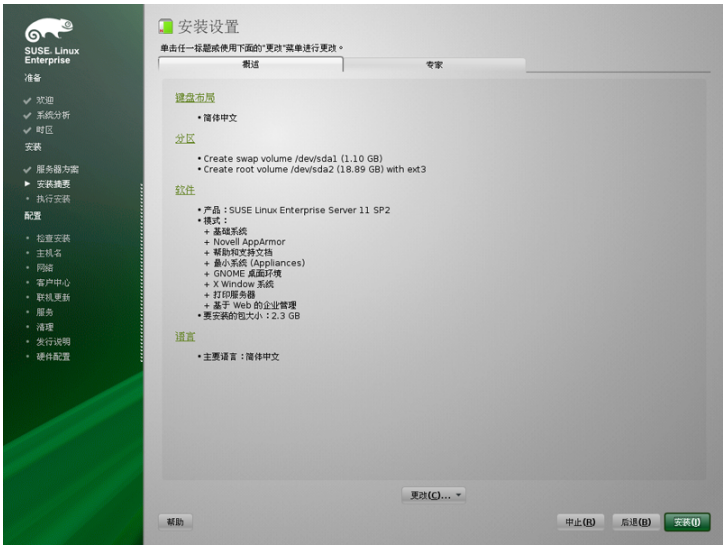 SUSE. Linux
Enterprise
准备
欢迎
系统分析
时区
安装
服务器方案
安装摘要
执行安装
配置
检查安装
主机名
网络
客户中心
联机更新
服务
清理
发行说明
硬件配置
安装设置
单击任一标题或使用下面的"更改"菜单进行更改。
概述
专家
键盘布局
• 简体中文
分区
• Create swap volume /dev/sda1 (1.10 GB)
• Create root volume /dev/sda2 (18.89 GB) with ext3
软件
• 产品：SUSE Linux Enterprise Server 11 SP2
• 模式：
+ 基础系统
+ Novell AppArmor
+ 帮助和支持文档
+ 最小系统 (Appliances)
+ GNOME 桌面环境
+ X Window 系统
+ 打印服务器
+ 基于 Web 的企业管理
• 要安装的包大小：2.3 GB
语言
• 主要语言：简体中文
更改(C)...
帮助
中止(R)
后退(B)
安装(I)